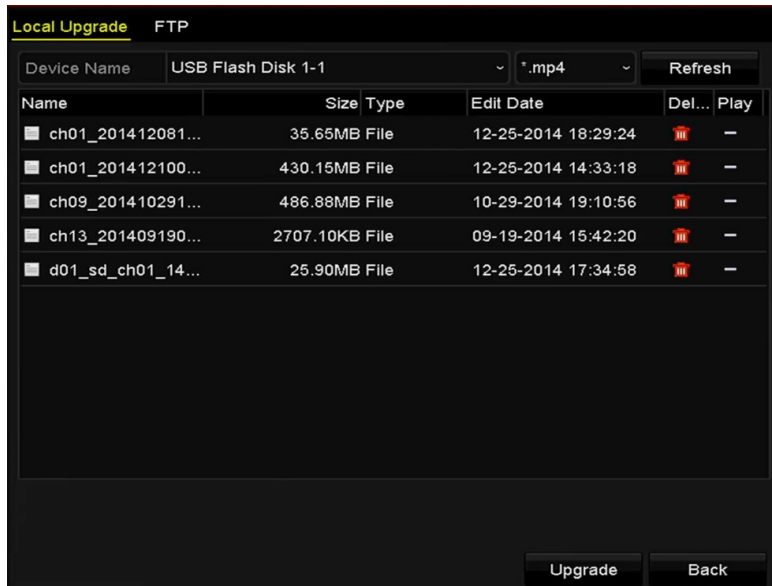 Local Upgrade FTP
Device Name USB Flash Disk 1-1 *.mp4 Refresh
Name Size Type Edit Date Del... Play
ch01_201412081... 35.65MB File 12-25-2014 18:29:24 –
ch01_201412100... 430.15MB File 12-25-2014 14:33:18 –
ch09_201410291... 486.88MB File 10-29-2014 19:10:56 –
ch13_201409190... 2707.10KB File 09-19-2014 15:42:20 –
d01_sd_ch01_14... 25.90MB File 12-25-2014 17:34:58 –
Upgrade Back